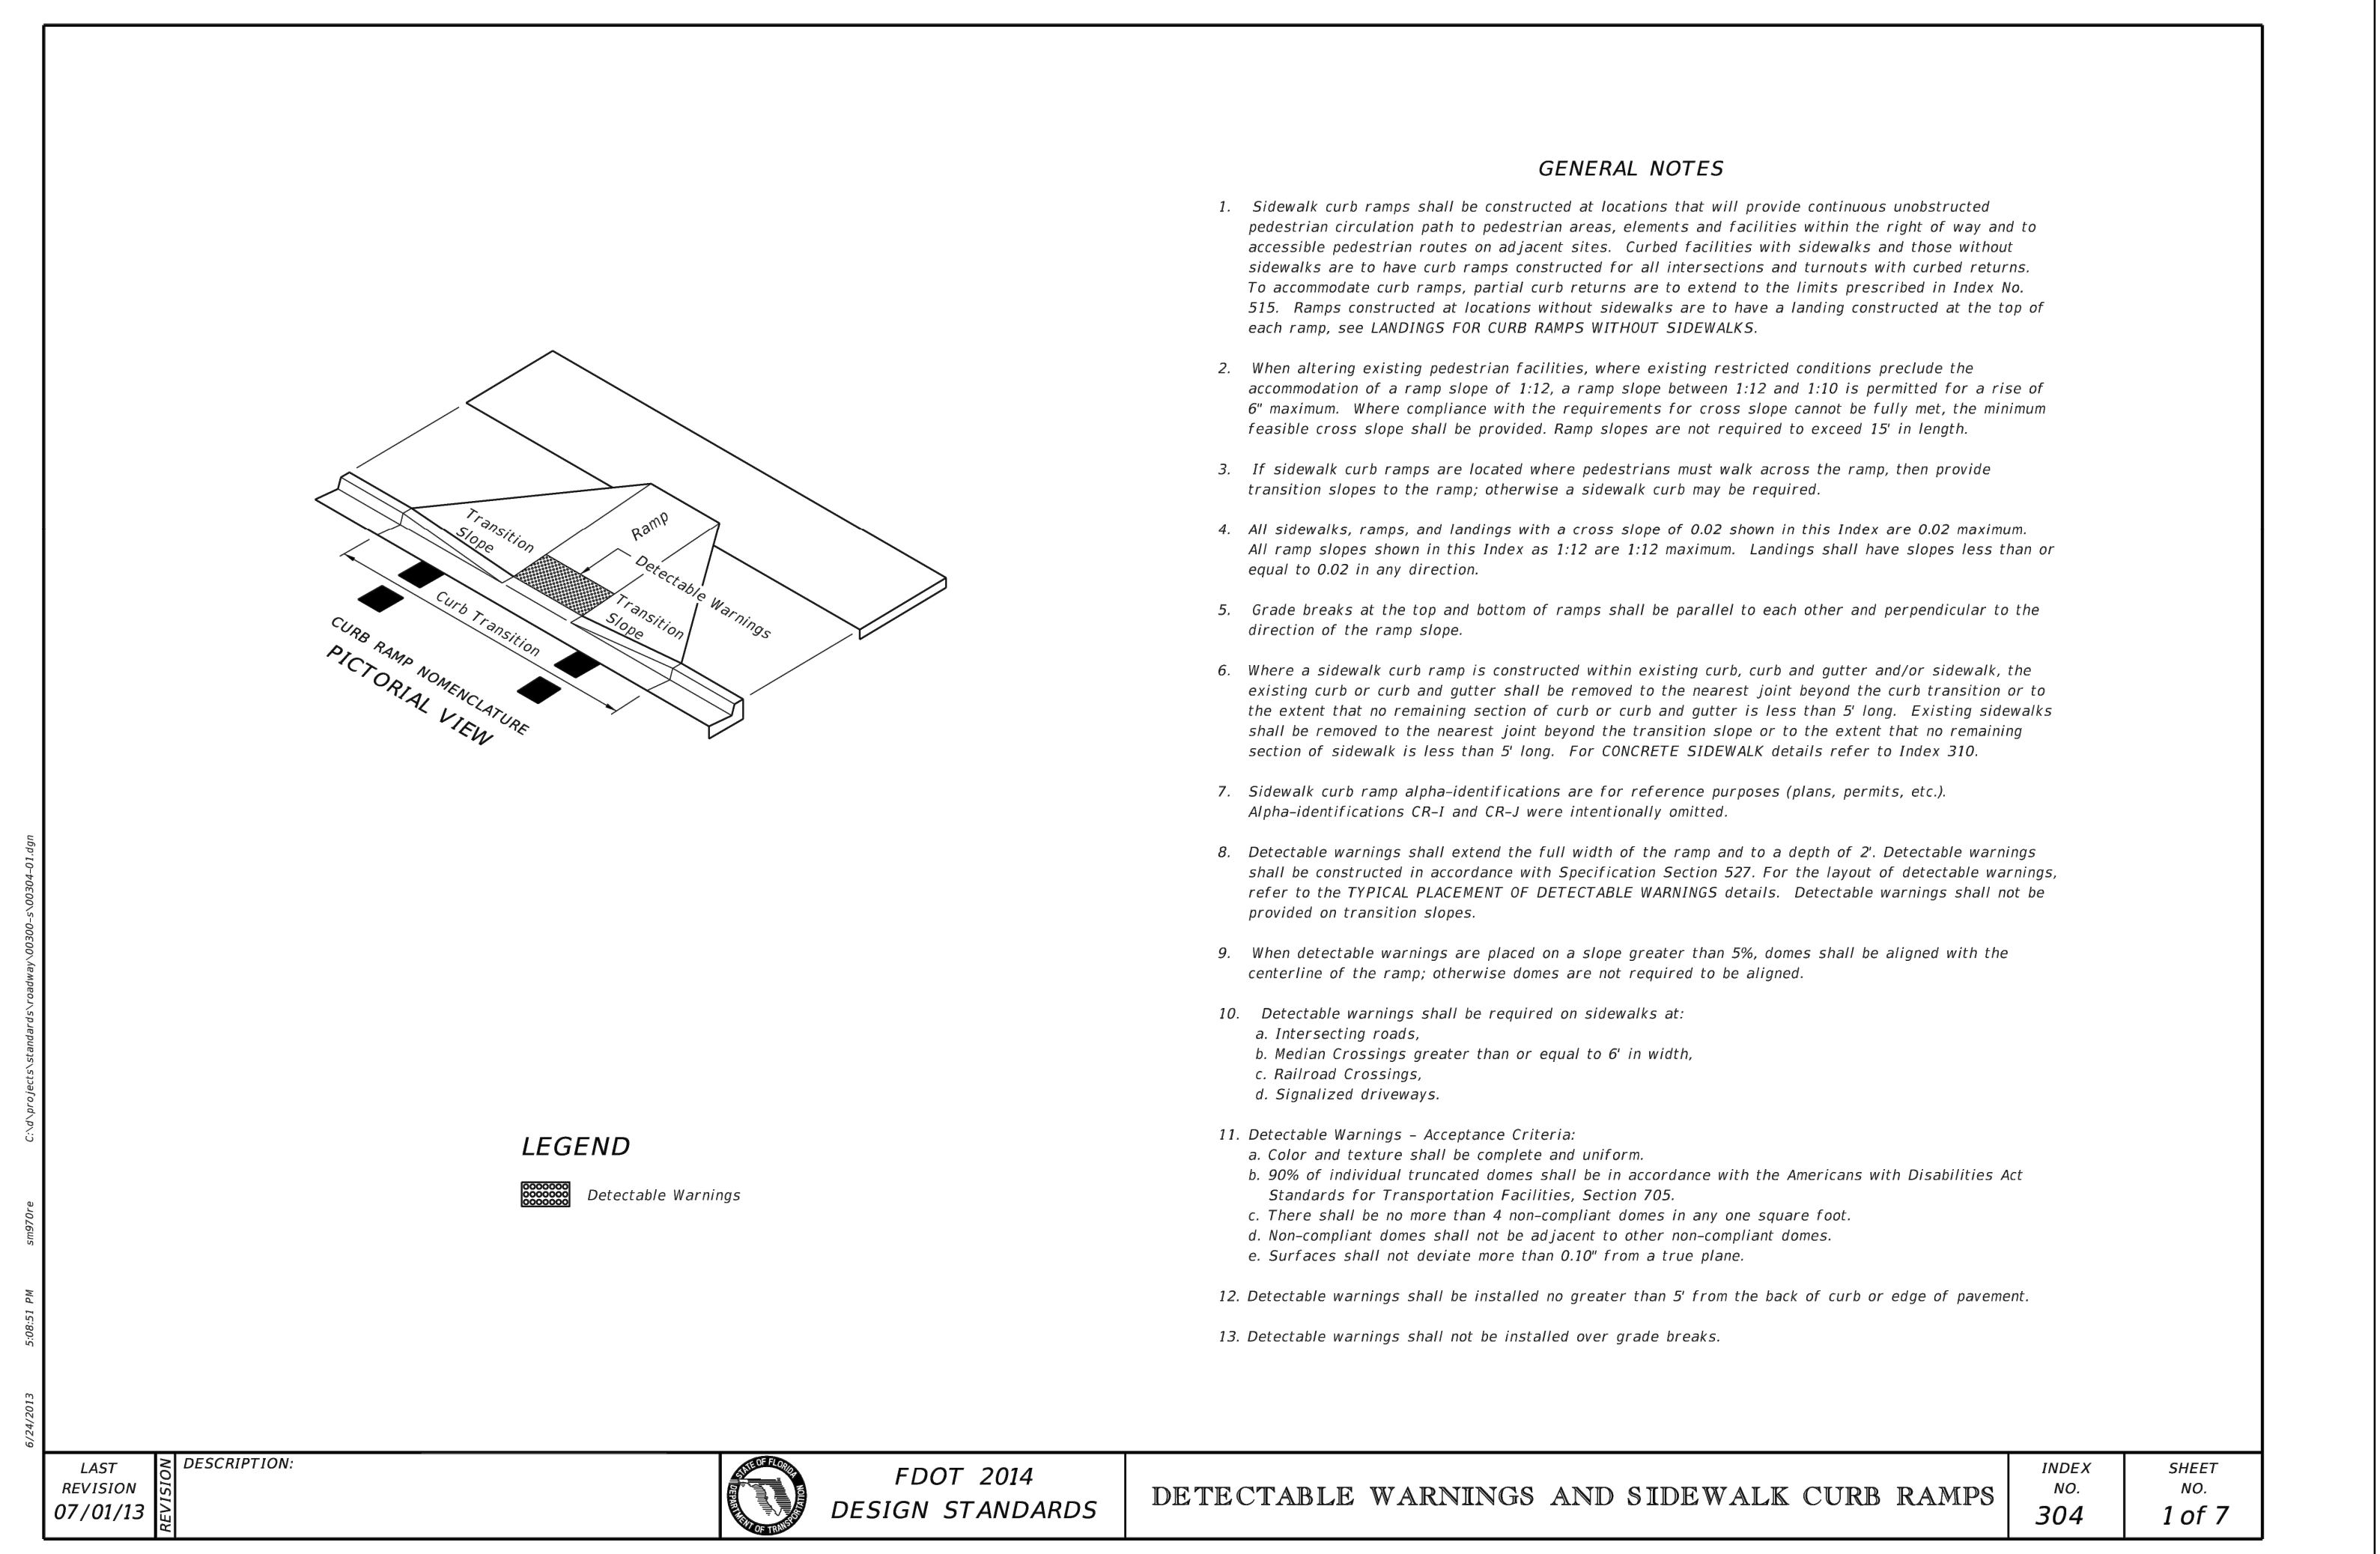 GENERAL NOTES
1. Sidewalk curb ramps shall be constructed at locations that will provide continuous unobstructed
pedestrian circulation path to pedestrian areas, elements and facilities within the right of way and to
accessible pedestrian routes on adjacent sites. Curbed facilities with sidewalks and those without
sidewalks are to have curb ramps constructed for all intersections and turnouts with curbed returns.
To accommodate curb ramps, partial curb returns are to extend to the limits prescribed in Index No.
515. Ramps constructed at locations without sidewalks are to have a landing constructed at the top of
each ramp, see LANDINGS FOR CURB RAMPS WITHOUT SIDEWALKS.
2. When altering existing pedestrian facilities, where existing restricted conditions preclude the
accommodation of a ramp slope of 1:12, a ramp slope between 1:12 and 1:10 is permitted for a rise of
6" maximum. Where compliance with the requirements for cross slope cannot be fully met, the minimum
feasible cross slope shall be provided. Ramp slopes are not required to exceed 15' in length.
3. If sidewalk curb ramps are located where pedestrians must walk across the ramp, then provide
transition slopes to the ramp; otherwise a sidewalk curb may be required.
4. All sidewalks, ramps, and landings with a cross slope of 0.02 shown in this Index are 0.02 maximum.
All ramp slopes shown in this Index as 1:12 are 1:12 maximum. Landings shall have slopes less than or
equal to 0.02 in any direction.
5. Grade breaks at the top and bottom of ramps shall be parallel to each other and perpendicular to the
direction of the ramp slope.
6. Where a sidewalk curb ramp is constructed within existing curb, curb and gutter and/or sidewalk, the
existing curb or curb and gutter shall be removed to the nearest joint beyond the curb transition or to
the extent that no remaining section of curb or curb and gutter is less than 5' long. Existing sidewalks
shall be removed to the nearest joint beyond the transition slope or to the extent that no remaining
section of sidewalk is less than 5' long. For CONCRETE SIDEWALK details refer to Index 310.
7. Sidewalk curb ramp alpha-identifications are for reference purposes (plans, permits, etc.).
Alpha-identifications CR-I and CR-J were intentionally omitted.
8. Detectable warnings shall extend the full width of the ramp and to a depth of 2'. Detectable warnings
shall be constructed in accordance with Specification Section 527. For the layout of detectable warnings,
refer to the TYPICAL PLACEMENT OF DETECTABLE WARNINGS details. Detectable warnings shall not be
provided on transition slopes.
9. When detectable warnings are placed on a slope greater than 5%, domes shall be aligned with the
centerline of the ramp; otherwise domes are not required to be aligned.
10. Detectable warnings shall be required on sidewalks at:
a. Intersecting roads,
b. Median Crossings greater than or equal to 6' in width,
c. Railroad Crossings,
d. Signalized driveways.
11. Detectable Warnings - Acceptance Criteria:
a. Color and texture shall be complete and uniform.
b. 90% of individual truncated domes shall be in accordance with the Americans with Disabilities Act
Standards for Transportation Facilities, Section 705.
c. There shall be no more than 4 non-compliant domes in any one square foot.
d. Non-compliant domes shall not be adjacent to other non-compliant domes.
e. Surfaces shall not deviate more than 0.10" from a true plane.
12. Detectable warnings shall be installed no greater than 5' from the back of curb or edge of pavement.
13. Detectable warnings shall not be installed over grade breaks.
Transition
Slope
Ramp
Detectable Warnings
Transition
Slope
Curb Transition
CURB RAMP NOMENCLATURE
PICTORIAL VIEW
LEGEND
Detectable Warnings
C:\d\projects\standards\roadway\00300-s\00304-01.dgn
sm970re
5:08:51 PM
6/24/2013
LAST
REVISION
07/01/13
REVISION
DESCRIPTION:
STATE OF FLORIDA
DEPARTMENT OF TRANSPORTATION
FDOT 2014
DESIGN STANDARDS
DETECTABLE WARNINGS AND SIDEWALK CURB RAMPS
INDEX
NO.
304
SHEET
NO.
1 of 7